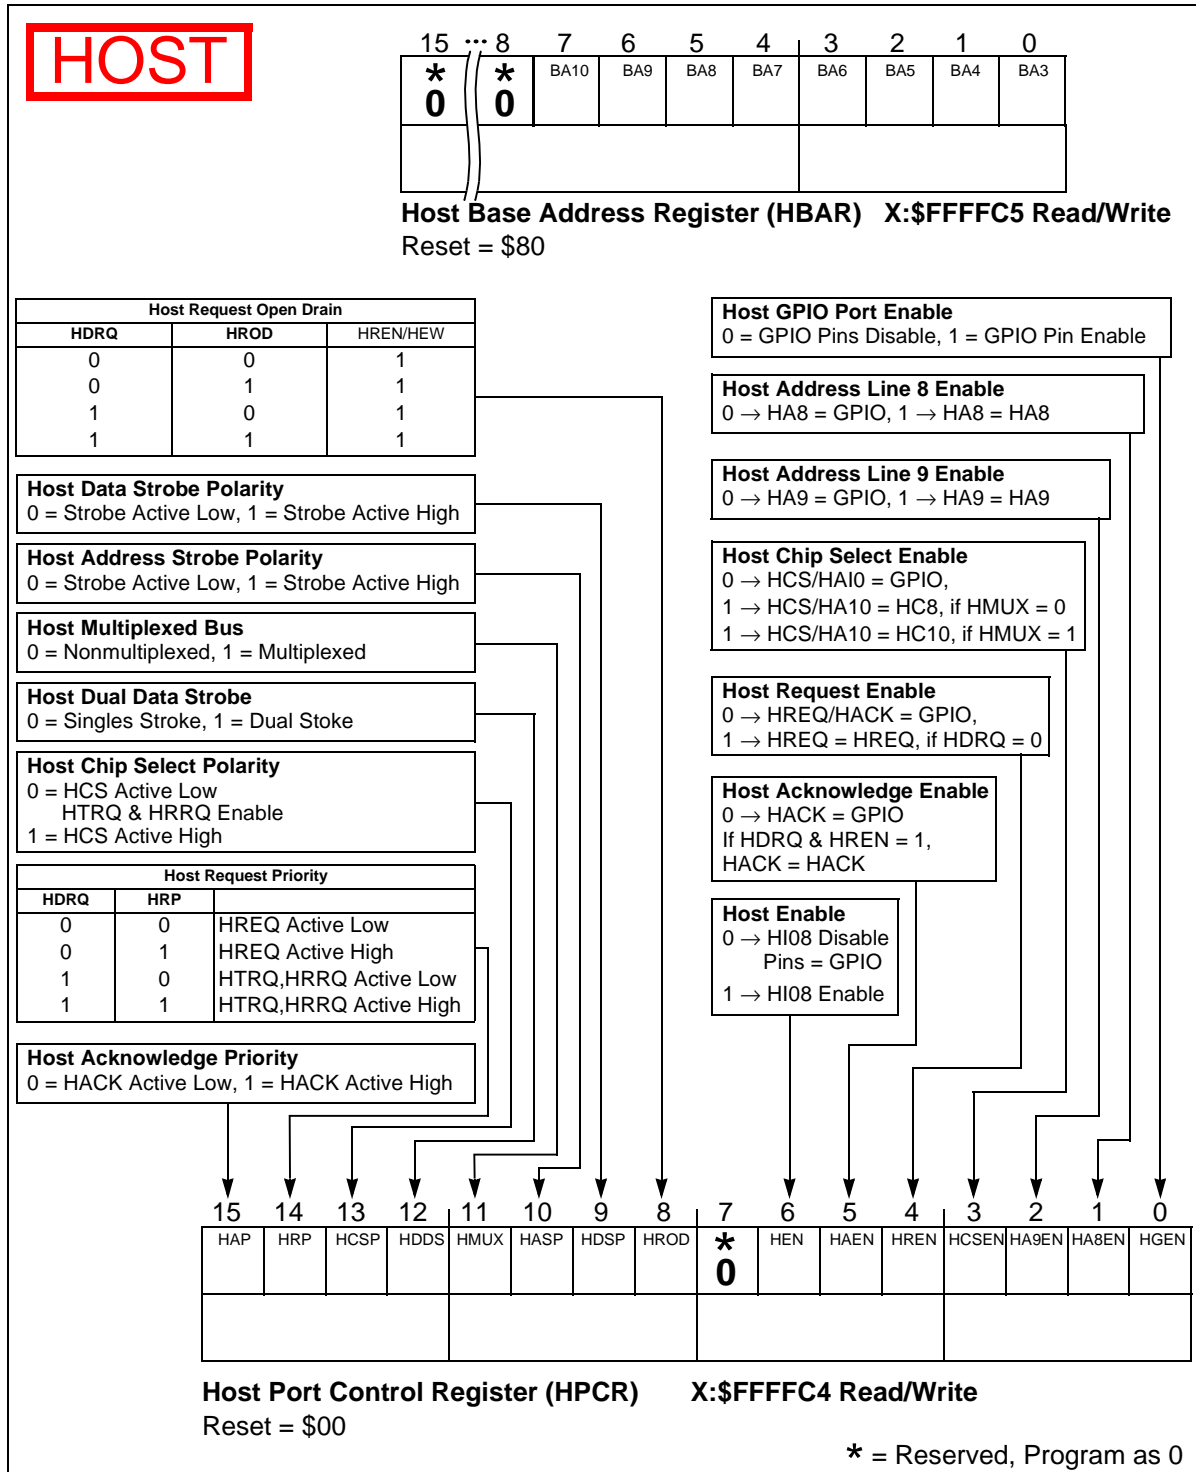 HOST
15 ••• 8 7 6 5 4 3 2 1 0
* * BA10 BA9 BA8 BA7 BA6 BA5 BA4 BA3
0 0
Host Base Address Register (HBAR) X:$FFFFC5 Read/Write
Reset = $80
Host Request Open Drain
HDRQ HROD HREN/HEW
0 0 1
0 1 1
1 0 1
1 1 1
Host Data Strobe Polarity
0 = Strobe Active Low, 1 = Strobe Active High
Host Address Strobe Polarity
0 = Strobe Active Low, 1 = Strobe Active High
Host Multiplexed Bus
0 = Nonmultiplexed, 1 = Multiplexed
Host Dual Data Strobe
0 = Singles Stroke, 1 = Dual Stoke
Host Chip Select Polarity
0 = HCS Active Low
HTRQ & HRRQ Enable
1 = HCS Active High
Host Request Priority
HDRQ HRP
0 0 HREQ Active Low
0 1 HREQ Active High
1 0 HTRQ,HRRQ Active Low
1 1 HTRQ,HRRQ Active High
Host Acknowledge Priority
0 = HACK Active Low, 1 = HACK Active High
Host GPIO Port Enable
0 = GPIO Pins Disable, 1 = GPIO Pin Enable
Host Address Line 8 Enable
0 → HA8 = GPIO, 1 → HA8 = HA8
Host Address Line 9 Enable
0 → HA9 = GPIO, 1 → HA9 = HA9
Host Chip Select Enable
0 → HCS/HAI0 = GPIO,
1 → HCS/HA10 = HC8, if HMUX = 0
1 → HCS/HA10 = HC10, if HMUX = 1
Host Request Enable
0 → HREQ/HACK = GPIO,
1 → HREQ = HREQ, if HDRQ = 0
Host Acknowledge Enable
0 → HACK = GPIO
If HDRQ & HREN = 1,
HACK = HACK
Host Enable
0 → HI08 Disable
Pins = GPIO
1 → HI08 Enable
15 14 13 12 11 10 9 8 7 6 5 4 3 2 1 0
HAP HRP HCSP HDDS HMUX HASP HDSP HROD * HEN HAEN HREN HCSEN HA9EN HA8EN HGEN
0
Host Port Control Register (HPCR) X:$FFFFC4 Read/Write
Reset = $00
* = Reserved, Program as 0